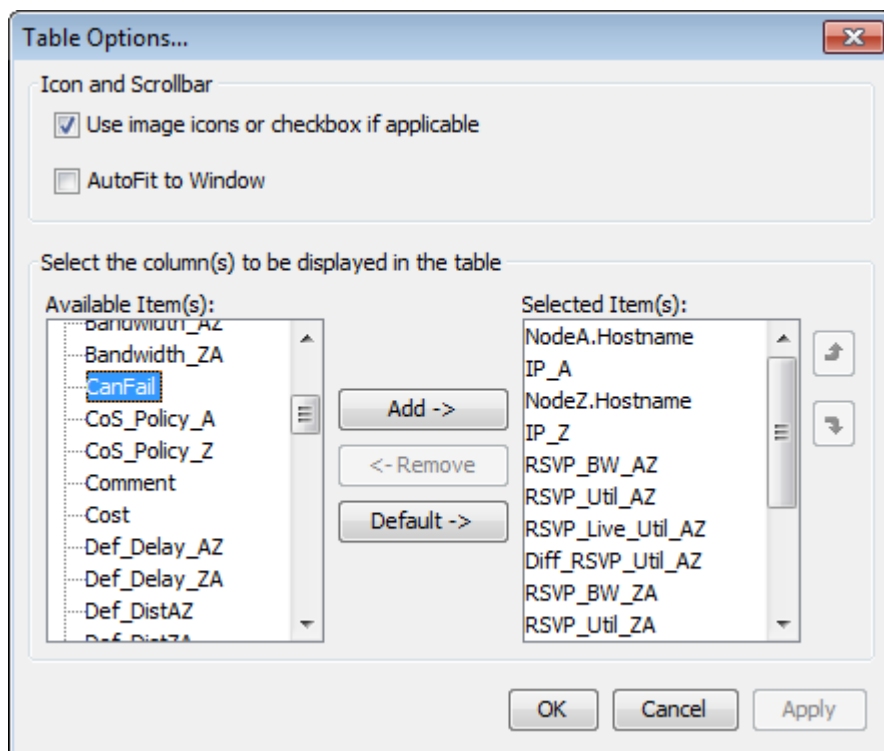 Table Options...
Icon and Scrollbar
Use image icons or checkbox if applicable
AutoFit to Window
Select the column(s) to be displayed in the table
Available Item(s):
Bandwidth_AZ
Bandwidth_ZA
CanFail
CoS_Policy_A
CoS_Policy_Z
Comment
Cost
Def_Delay_AZ
Def_Delay_ZA
Def_DistAZ
Def_DistZA
Add ->
<- Remove
Default ->
Selected Item(s):
NodeA.Hostname
IP_A
NodeZ.Hostname
IP_Z
RSVP_BW_AZ
RSVP_Util_AZ
RSVP_Live_Util_AZ
Diff_RSVP_Util_AZ
RSVP_BW_ZA
RSVP_Util_ZA
OK
Cancel
Apply